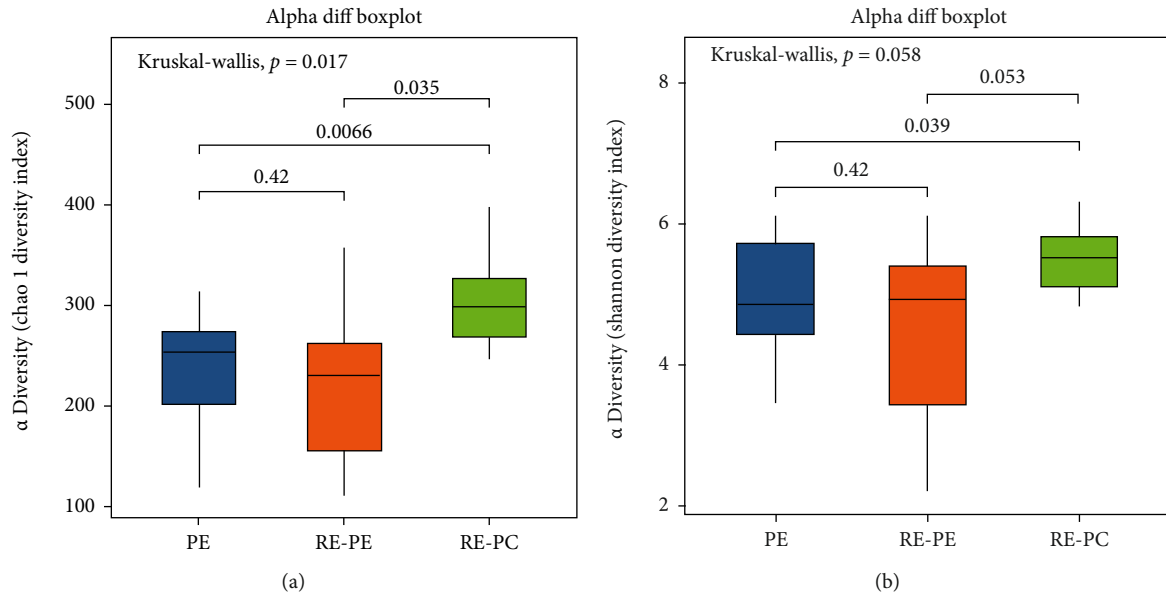 Alpha diff boxplot
Kruskal-wallis, p = 0.017
0.035
0.0066
0.42
500
400
300
200
100
α Diversity (chao 1 diversity index)
PE
RE-PE
RE-PC
(a)
Alpha diff boxplot
Kruskal-wallis, p = 0.058
0.053
0.039
0.42
8
6
4
2
α Diversity (shannon diversity index)
PE
RE-PE
RE-PC
(b)